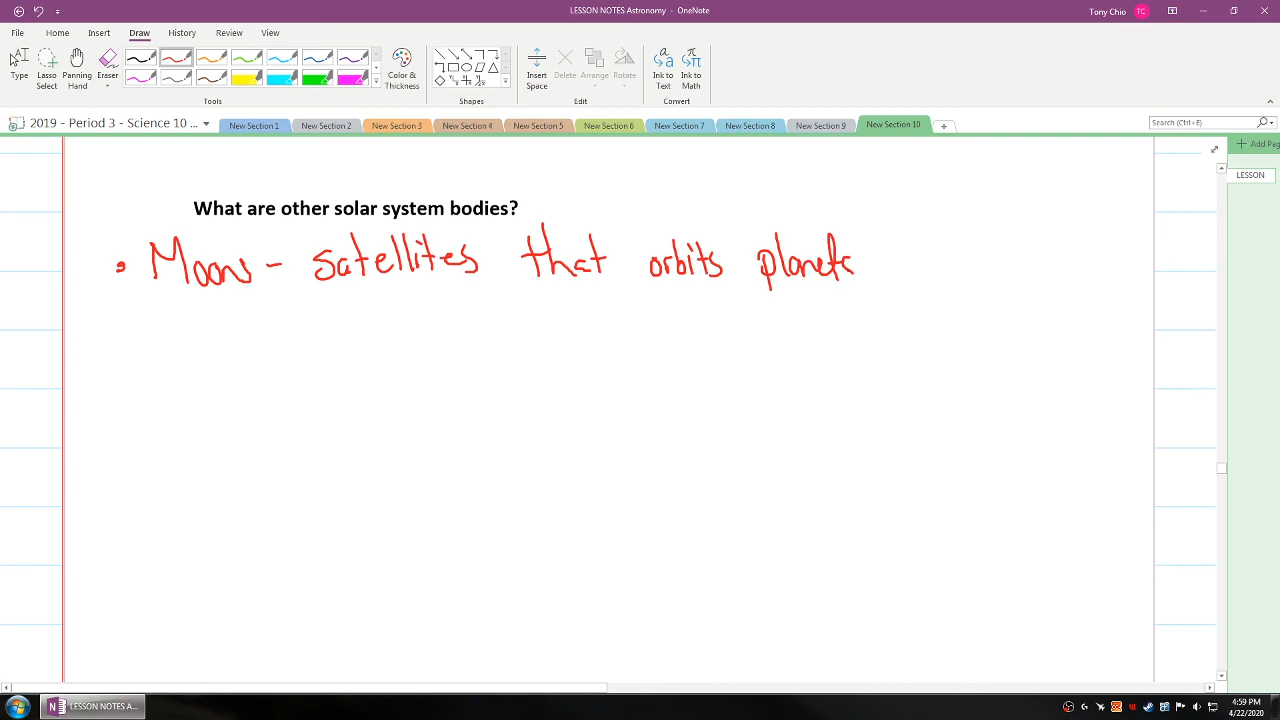 LESSON NOTES Astronomy - OneNote
Tony Chio TC
File Home Insert Draw History Review View
Type
Lasso Select
Panning Hand
Eraser
Color & Thickness
Insert Space
Delete
Arrange
Rotate
Ink to Text
Ink to Math
Tools Shapes Edit Convert
2019 - Period 3 - Science 10 ... New Section 1 New Section 2 New Section 3 New Section 4 New Section 5 New Section 6 New Section 7 New Section 8 New Section 9 New Section 10 Search (Ctrl+E)
Add Pag
LESSON
What are other solar system bodies?
• Moons - satellites that orbits planets
LESSON NOTES A...
4:59 PM
4/22/2020